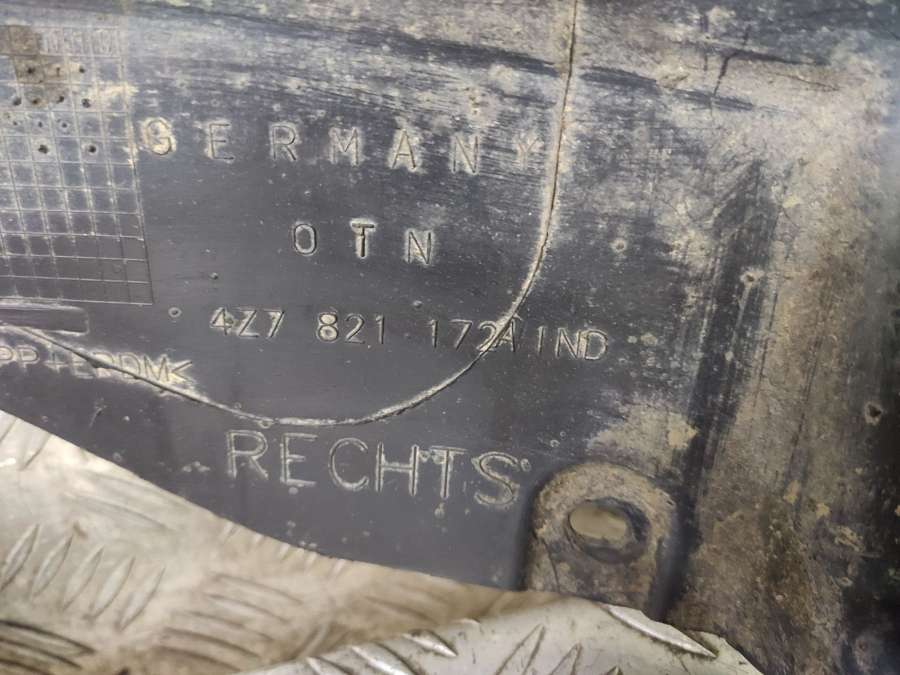 GERMANY
OTN
4Z7 821 172A IND
RECHTS